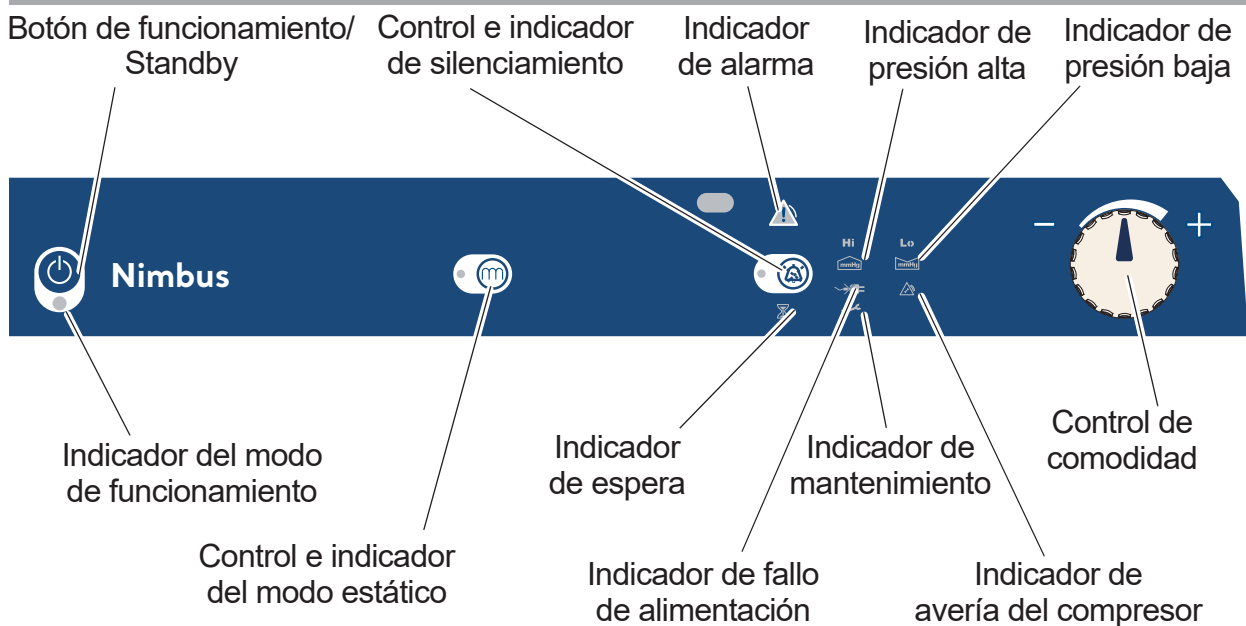 Botón de funcionamiento/
Standby
Control e indicador
de silenciamiento
Indicador
de alarma
Indicador de
presión alta
Indicador de
presión baja
Hi
Lo
mmHg
mmHg
Nimbus
Indicador del modo
de funcionamiento
Control e indicador
del modo estático
Indicador
de espera
Indicador de fallo
de alimentación
Indicador de
mantenimiento
Indicador de
avería del compresor
Control de
comodidad